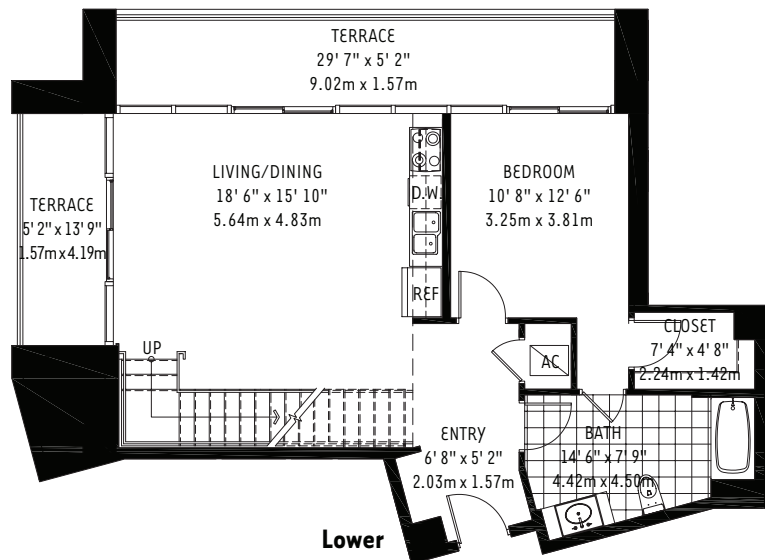 TERRACE
29' 7" x 5' 2"
9.02m x 1.57m
LIVING/DINING
18' 6" x 15' 10"
5.64m x 4.83m
D.W.
BEDROOM
10' 8" x 12' 6"
3.25m x 3.81m
TERRACE
5' 2" x 13' 9"
1.57m x 4.19m
REF
UP
AC
CLOSET
7' 4" x 4' 8"
2.24m x 1.42m
ENTRY
6' 8" x 5' 2"
2.03m x 1.57m
BATH
14' 6" x 7' 9"
4.42m x 4.50m
Lower